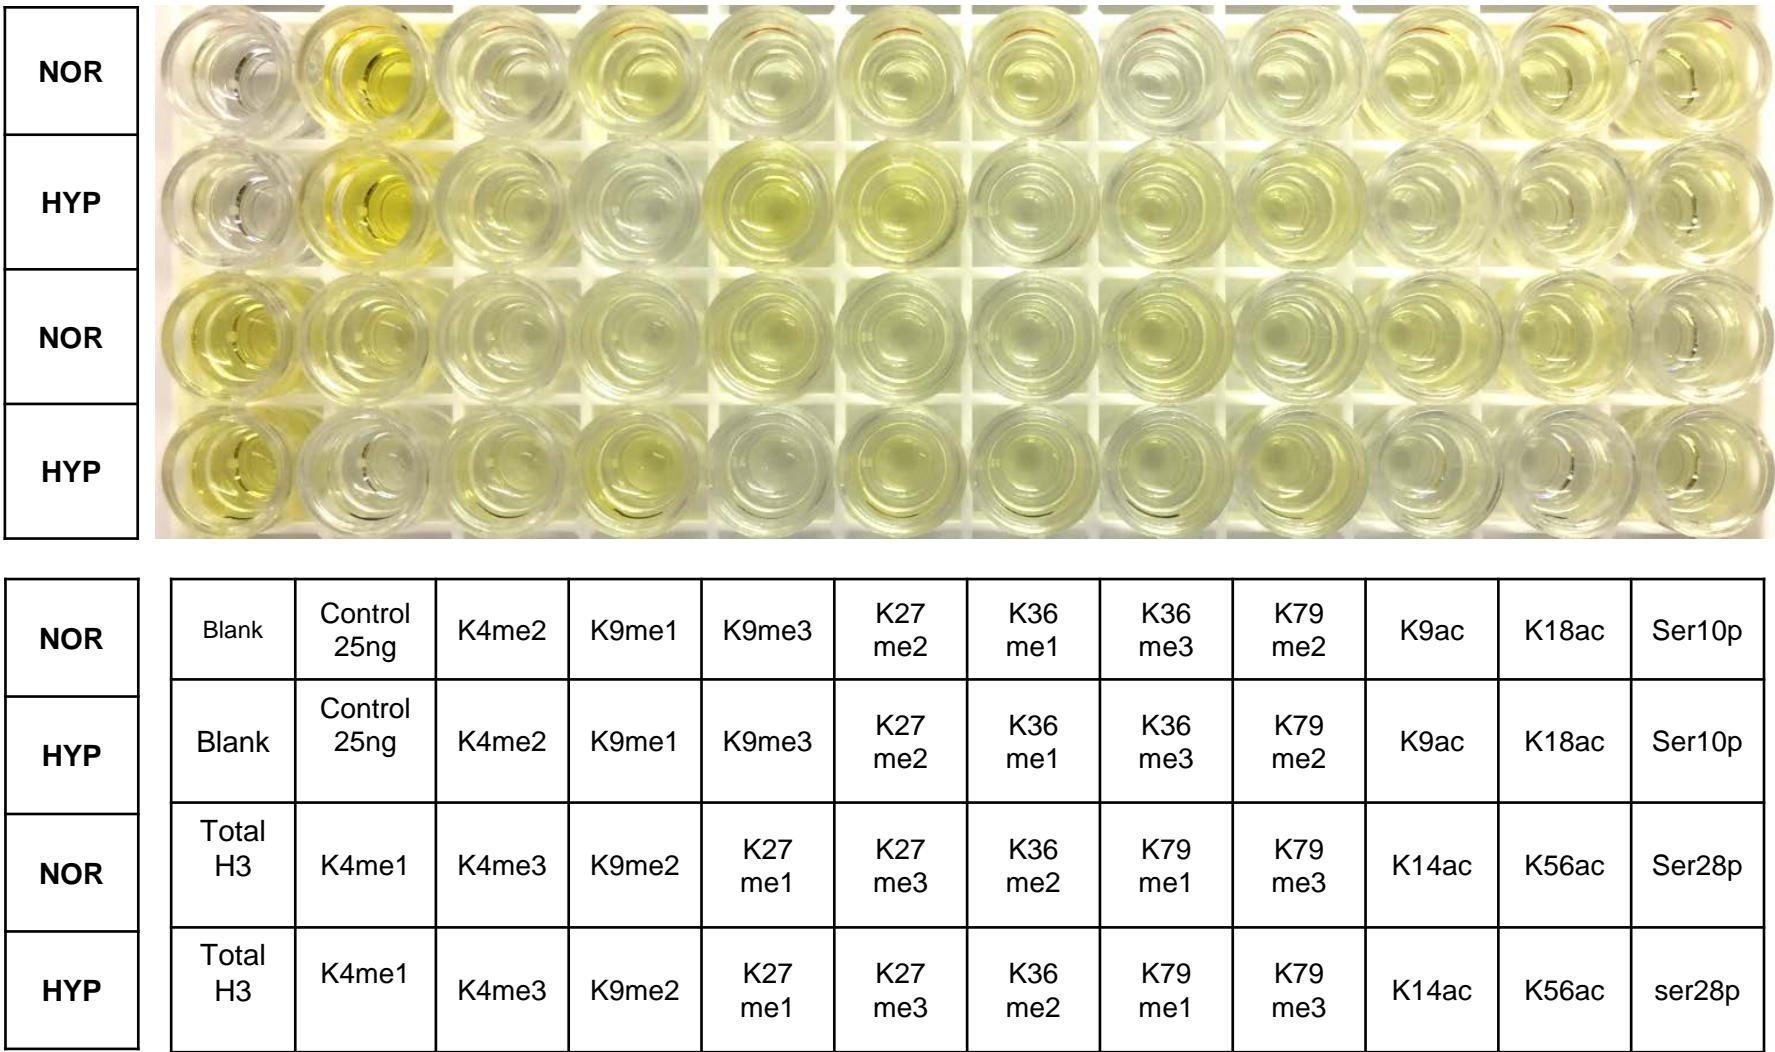 NOR
HYP
NOR
HYP
NOR
Blank
Control
25ng
K4me2
K9me1
K9me3
K27
me2
K36
me1
K36
me3
K79
me2
K9ac
K18ac
Ser10p
HYP
Blank
Control
25ng
K4me2
K9me1
K9me3
K27
me2
K36
me1
K36
me3
K79
me2
K9ac
K18ac
Ser10p
NOR
Total
H3
K4me1
K4me3
K9me2
K27
me1
K27
me3
K36
me2
K79
me1
K79
me3
K14ac
K56ac
Ser28p
HYP
Total
H3
K4me1
K4me3
K9me2
K27
me1
K27
me3
K36
me2
K79
me1
K79
me3
K14ac
K56ac
ser28p